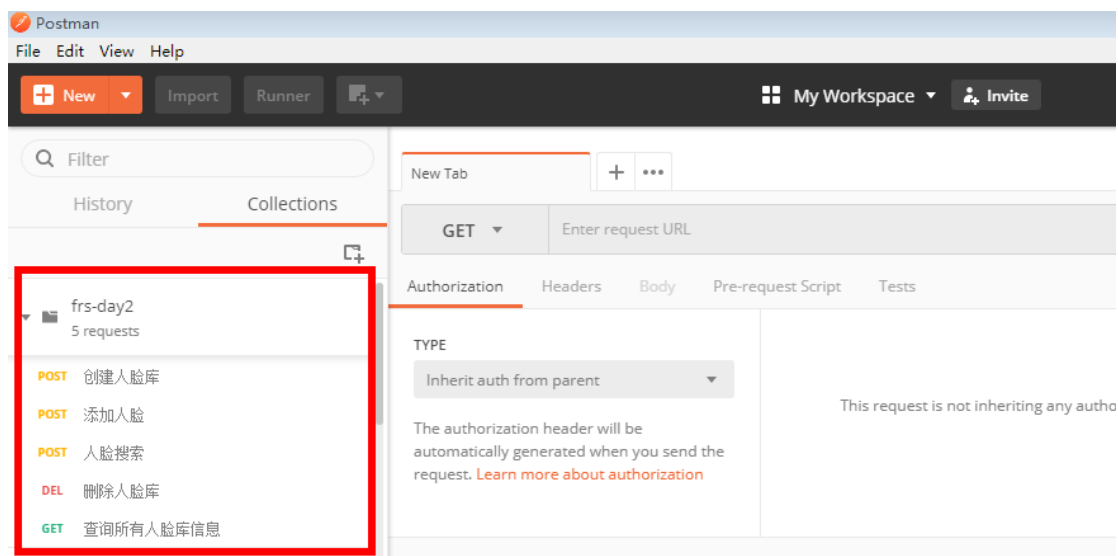 Postman
File Edit View Help
New Import Runner My Workspace Invite
Filter
History Collections
New Tab
GET Enter request URL
Authorization Headers Body Pre-request Script Tests
frs-day2
5 requests
POST 创建人脸库
POST 添加人脸
POST 人脸搜索
DEL 删除人脸库
GET 查询所有人脸库信息
TYPE
Inherit auth from parent
The authorization header will be
automatically generated when you send the
request. Learn more about authorization
This request is not inheriting any autho